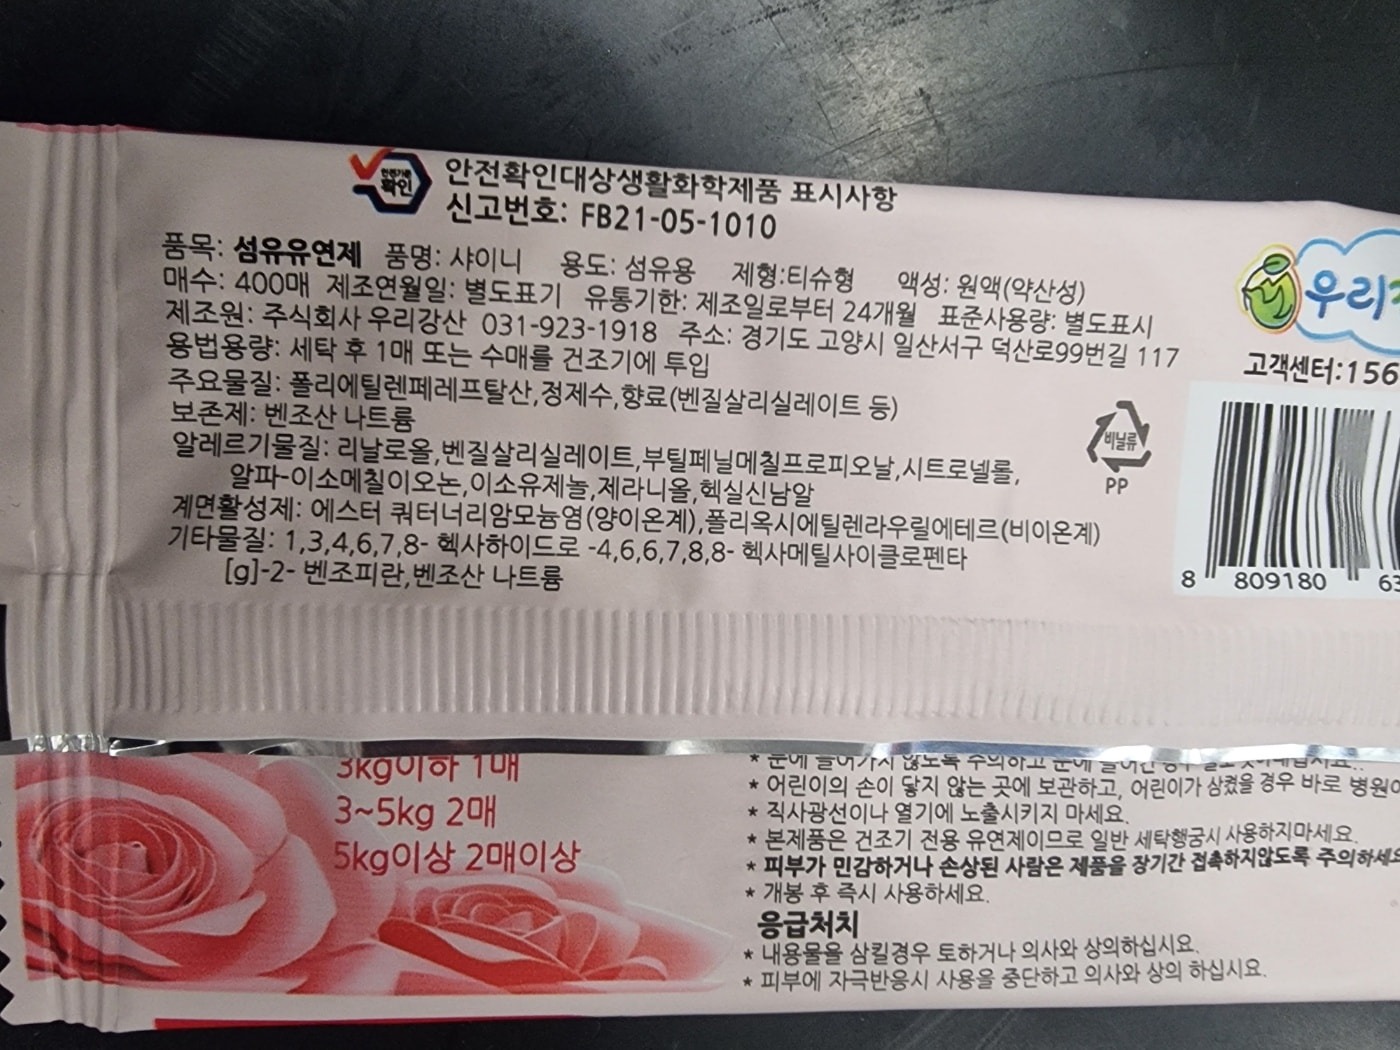 안전기준
확인
안전확인대상생활화학제품 표시사항
신고번호: FB21-05-1010
품목: 섬유유연제 품명: 샤이니 용도: 섬유용 제형:티슈형 액성: 원액(약산성)
매수: 400매 제조연월일: 별도표기 유통기한: 제조일로부터 24개월 표준사용량: 별도표시
제조원: 주식회사 우리강산 031-923-1918 주소: 경기도 고양시 일산서구 덕산로99번길 117
용법용량: 세탁 후 1매 또는 수매를 건조기에 투입
주요물질: 폴리에틸렌페레프탈산,정제수,향료(벤질살리실레이트 등)
보존제: 벤조산 나트륨
알레르기물질: 리날로올,벤질살리실레이트,부틸페닐메칠프로피오날,시트로넬롤,
알파-이소메칠이오논,이소유제놀,제라니올,헥실신남알
계면활성제: 에스터 쿼터너리암모늄염(양이온계),폴리옥시에틸렌라우릴에테르(비이온계)
기타물질: 1,3,4,6,7,8- 헥사하이드로 -4,6,6,7,8,8- 헥사메틸사이클로펜타
[g]-2- 벤조피란,벤조산 나트륨
비닐류
PP
우리
고객센터:156
8 809180 63
3kg이하 1매
3~5kg 2매
5kg이상 2매이상
* 눈에 들어가지 않도록 주의하고 눈에
* 어린이의 손이 닿지 않는 곳에 보관하고, 어린이가 삼켰을 경우 바로 병원
* 직사광선이나 열기에 노출시키지 마세요.
* 본제품은 건조기 전용 유연제이므로 일반 세탁행굼시 사용하지마세요.
* 피부가 민감하거나 손상된 사람은 제품을 장기간 접촉하지않도록 주의하세요
* 개봉 후 즉시 사용하세요.
응급처치
* 내용물을 삼킬경우 토하거나 의사와 상의하십시요.
* 피부에 자극반응시 사용을 중단하고 의사와 상의 하십시요.